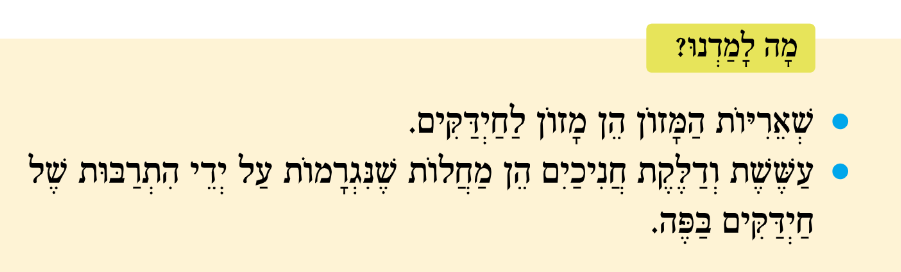 מָה לָמַדְנוּ?
שְׁאֵרִיּוֹת הַמָּזוֹן הֵן מָזוֹן לַחַיְדַּקִּים.
עַשֶּׁשֶׁת וְדַלֶּקֶת חֲנִיכַיִם הֵן מַחֲלוֹת שֶׁנִּגְרָמוֹת עַל יְדֵי הִתְרַבּוּת שֶׁל
חַיְדַּקִּים בַּפֶּה.